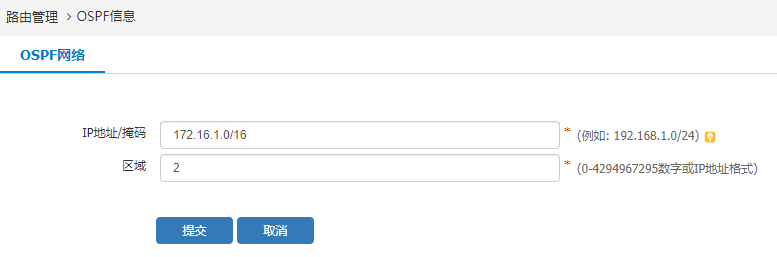 路由管理 > OSPF信息
OSPF网络
IP地址/掩码 172.16.1.0/16 * (例如: 192.168.1.0/24)
区域 2 * (0-4294967295数字或IP地址格式)
提交 取消